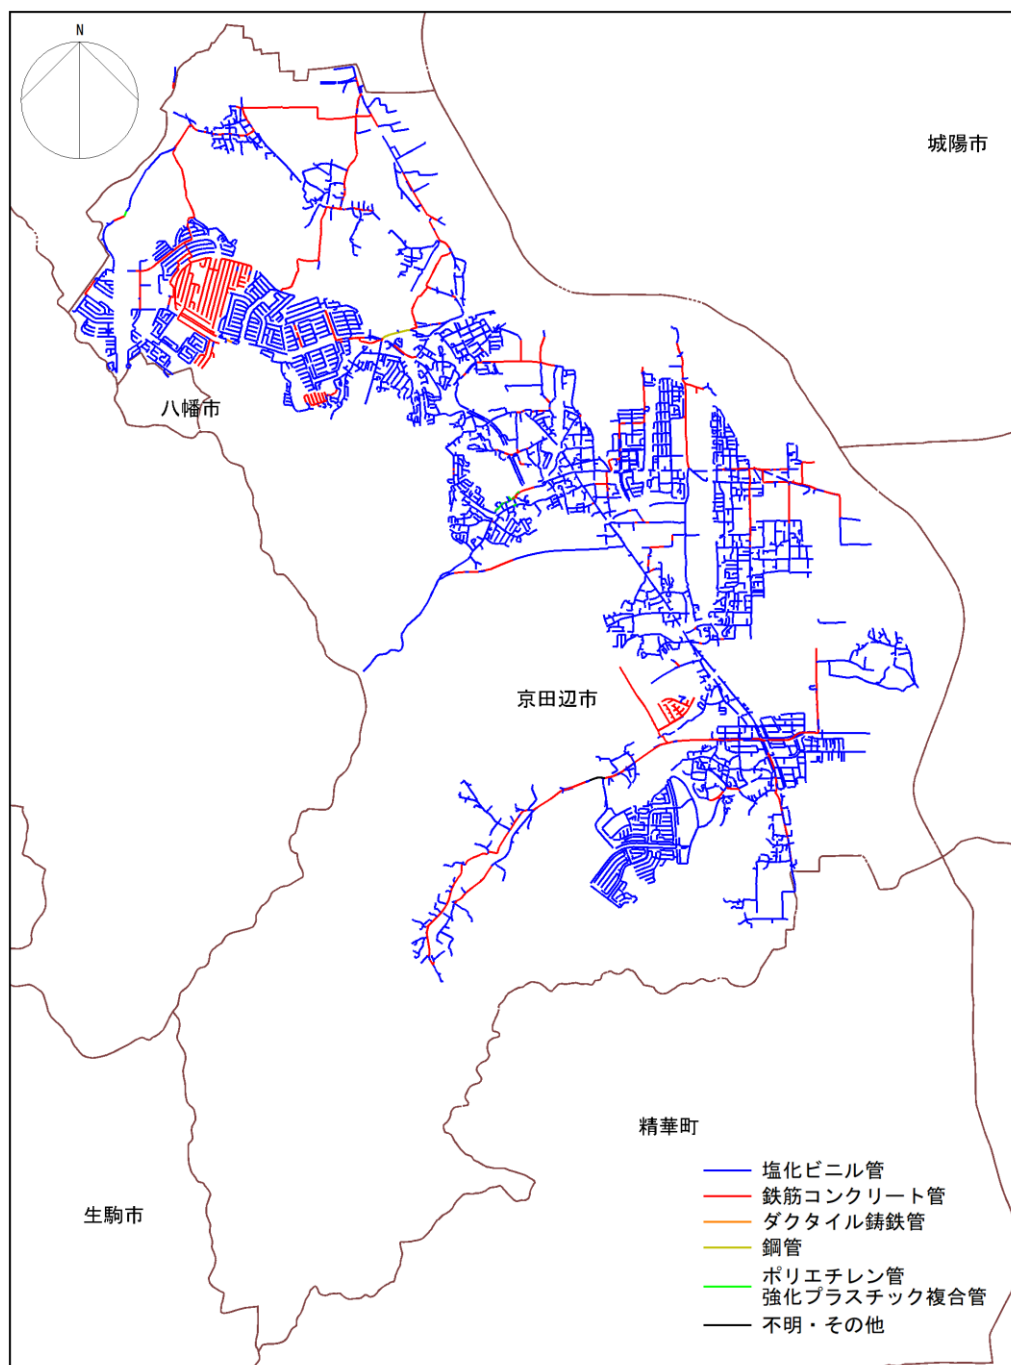 N
城陽市
八幡市
京田辺市
精華町
生駒市
塩化ビニル管
鉄筋コンクリート管
ダクタイル鋳鉄管
鋼管
ポリエチレン管
強化プラスチック複合管
不明・その他